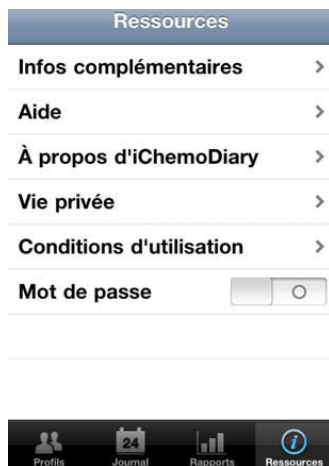 Ressources
Infos complémentaires
Aide
À propos d'iChemoDiary
Vie privée
Conditions d'utilisation
Mot de passe
24
Profils Journal Rapports Ressources